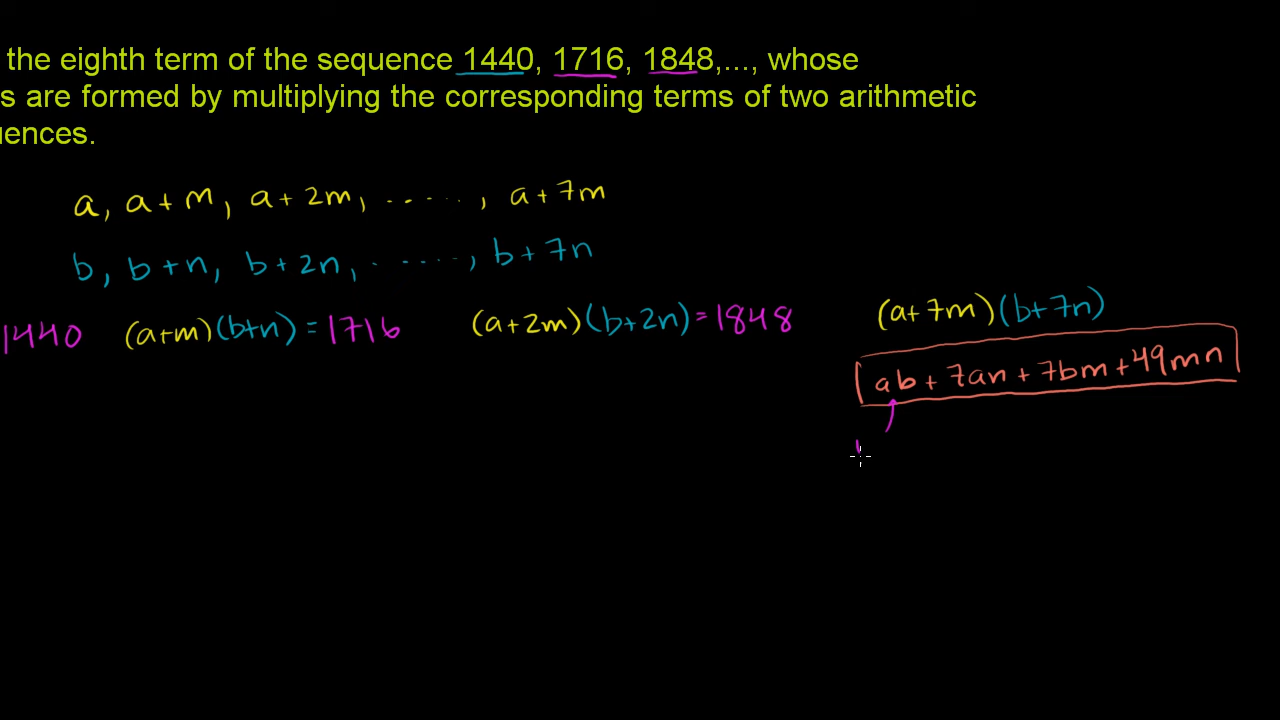 the eighth term of the sequence 1440, 1716, 1848,..., whose
s are formed by multiplying the corresponding terms of two arithmetic
uences.
a, a+m, a+2m, ....., a+7m
b, b+n, b+2n, ....., b+7n
1440 (a+m)(b+n)=1716 (a+2m)(b+2n)=1848 (a+7m)(b+7n)
ab+7an+7bm+49mn